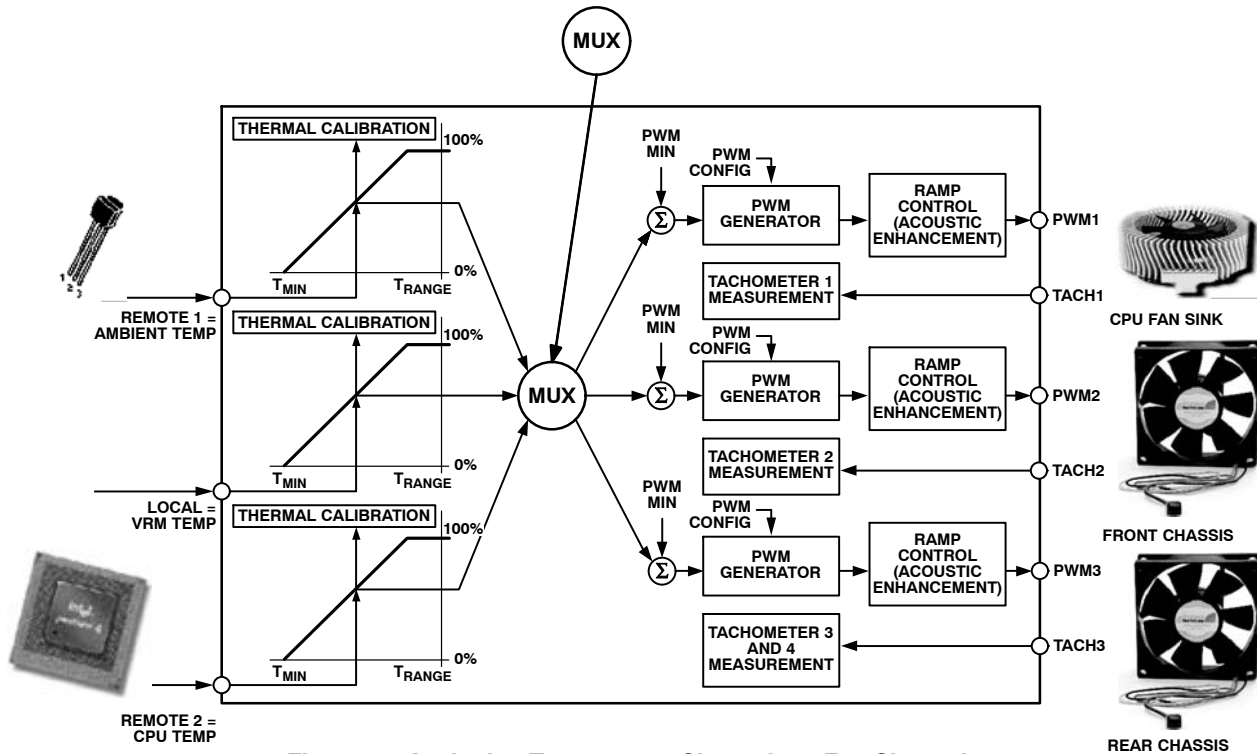 MUX
THERMAL CALIBRATION
100%
0%
T_MIN
T_RANGE
REMOTE 1 =
AMBIENT TEMP
THERMAL CALIBRATION
100%
0%
T_MIN
T_RANGE
LOCAL =
VRM TEMP
THERMAL CALIBRATION
100%
0%
T_MIN
T_RANGE
REMOTE 2 =
CPU TEMP
1
2
3
intel
MUX
PWM
MIN
Σ
PWM
CONFIG
PWM
GENERATOR
RAMP
CONTROL
(ACOUSTIC
ENHANCEMENT)
PWM1
TACHOMETER 1
MEASUREMENT
TACH1
CPU FAN SINK
PWM
MIN
Σ
PWM
CONFIG
PWM
GENERATOR
RAMP
CONTROL
(ACOUSTIC
ENHANCEMENT)
PWM2
TACHOMETER 2
MEASUREMENT
TACH2
FRONT CHASSIS
PWM
MIN
Σ
PWM
CONFIG
PWM
GENERATOR
RAMP
CONTROL
(ACOUSTIC
ENHANCEMENT)
PWM3
TACHOMETER 3
AND 4
MEASUREMENT
TACH3
REAR CHASSIS